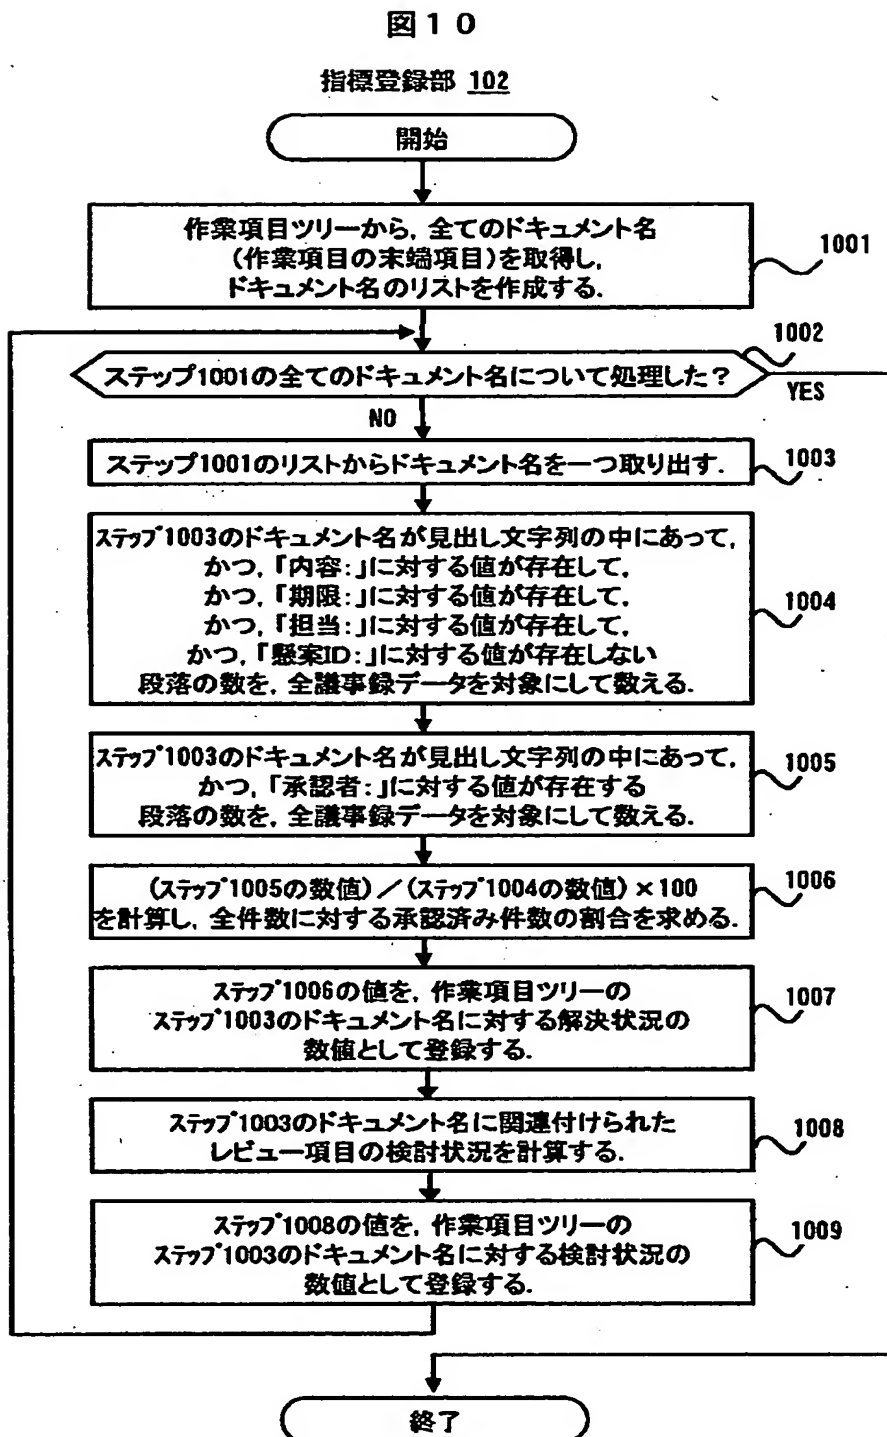 図10
指標登録部 102
開始
作業項目ツリーから, 全てのドキュメント名
(作業項目の末端項目)を取得し,
ドキュメント名のリストを作成する.
1001
1002
ステップ1001の全てのドキュメント名について処理した?
YES
NO
ステップ1001のリストからドキュメント名を一つ取り出す.
1003
ステップ1003のドキュメント名が見出し文字列の中にあって,
かつ, 「内容:」に対する値が存在して,
かつ, 「期限:」に対する値が存在して,
かつ, 「担当:」に対する値が存在して,
かつ, 「懸案ID:」に対する値が存在しない
段落の数を, 全議事録データを対象にして数える.
1004
ステップ1003のドキュメント名が見出し文字列の中にあって,
かつ, 「承認者:」に対する値が存在する
段落の数を, 全議事録データを対象にして数える.
1005
(ステップ1005の数値)/(ステップ1004の数値)×100
を計算し, 全件数に対する承認済み件数の割合を求める.
1006
ステップ1006の値を, 作業項目ツリーの
ステップ1003のドキュメント名に対する解決状況の
数値として登録する.
1007
ステップ1003のドキュメント名に関連付けられた
レビュー項目の検討状況を計算する.
1008
ステップ1008の値を, 作業項目ツリーの
ステップ1003のドキュメント名に対する検討状況の
数値として登録する.
1009
終了